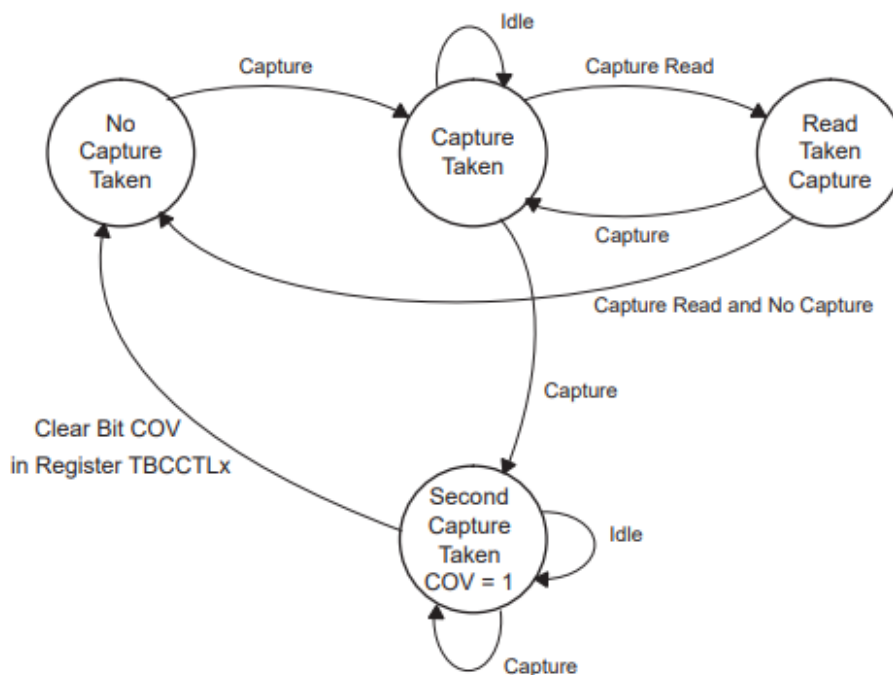 Idle
Capture
Capture Read
No
Capture
Taken
Capture
Taken
Read
Taken
Capture
Capture
Capture Read and No Capture
Capture
Clear Bit COV
in Register TBCCTLx
Second
Capture
Taken
COV = 1
Idle
Capture